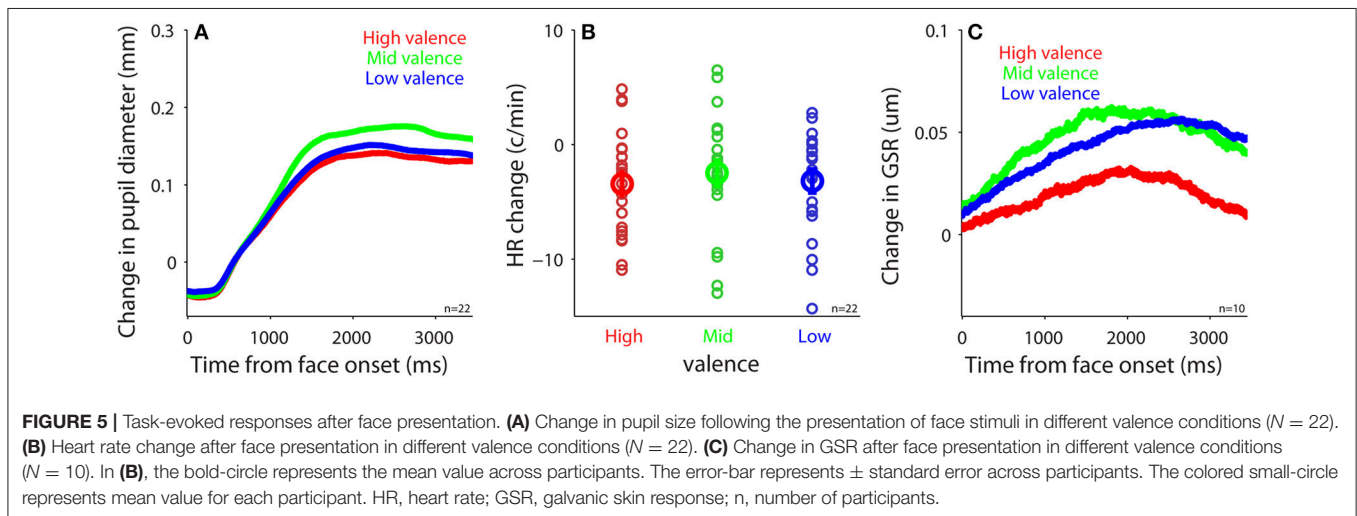 A
High valence
Mid valence
Low valence
Change in pupil diameter (mm)
0.3
0.2
0.1
0
n=22
0 1000 2000 3000
Time from face onset (ms)
B
HR change (c/min)
10
0
−10
n=22
High Mid Low
valence
C
High valence
Mid valence
Low valence
Change in GSR (um)
0.1
0.05
0
n=10
0 1000 2000 3000
Time from face onset (ms)
FIGURE 5 | Task-evoked responses after face presentation. (A) Change in pupil size following the presentation of face stimuli in different valence conditions (N = 22).
(B) Heart rate change after face presentation in different valence conditions (N = 22). (C) Change in GSR after face presentation in different valence conditions
(N = 10). In (B), the bold-circle represents the mean value across participants. The error-bar represents ± standard error across participants. The colored small-circle
represents mean value for each participant. HR, heart rate; GSR, galvanic skin response; n, number of participants.